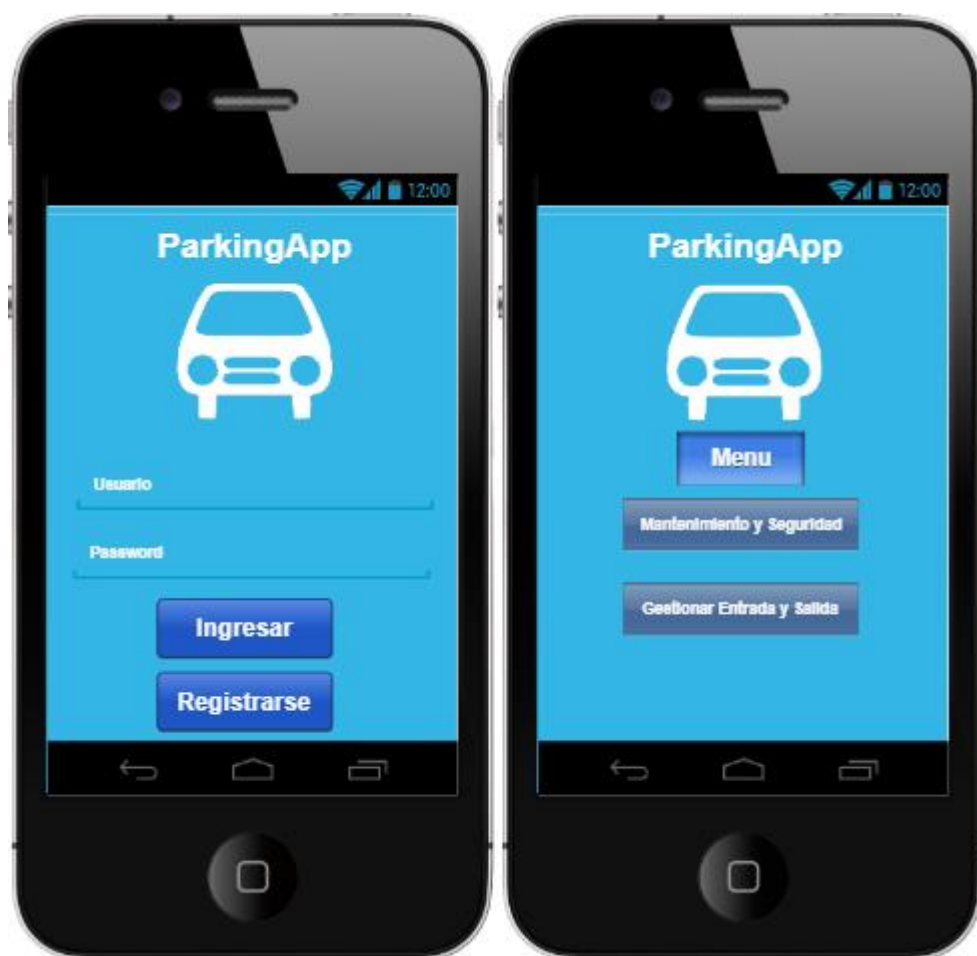 12:00
ParkingApp
Usuario
Password
Ingresar
Registrarse
12:00
ParkingApp
Menu
Mantenimiento y Seguridad
Gestionar Entrada y Salida